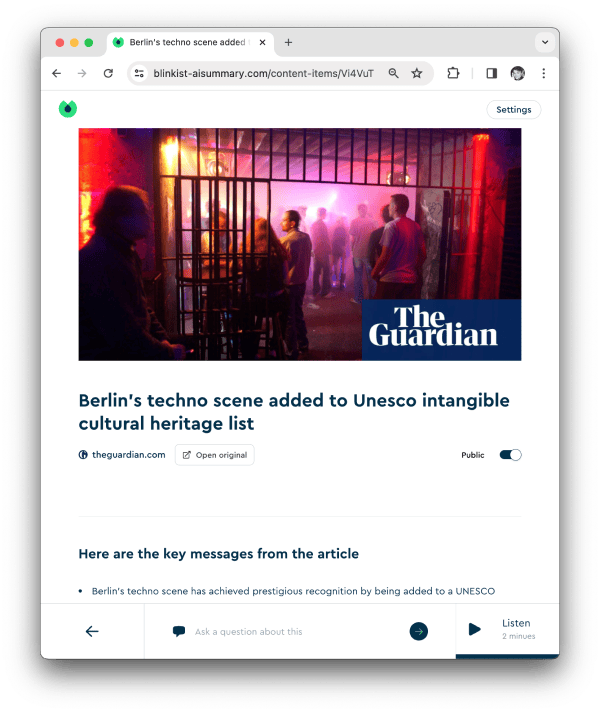 Berlin's techno scene added
blinkist-aisummary.com/content-items/Vi4VuT
Settings
The
Guardian
Berlin's techno scene added to Unesco intangible
cultural heritage list
theguardian.com
Open original
Public
Here are the key messages from the article
• Berlin's techno scene has achieved prestigious recognition by being added to a UNESCO
Ask a question about this
Listen
2 minues